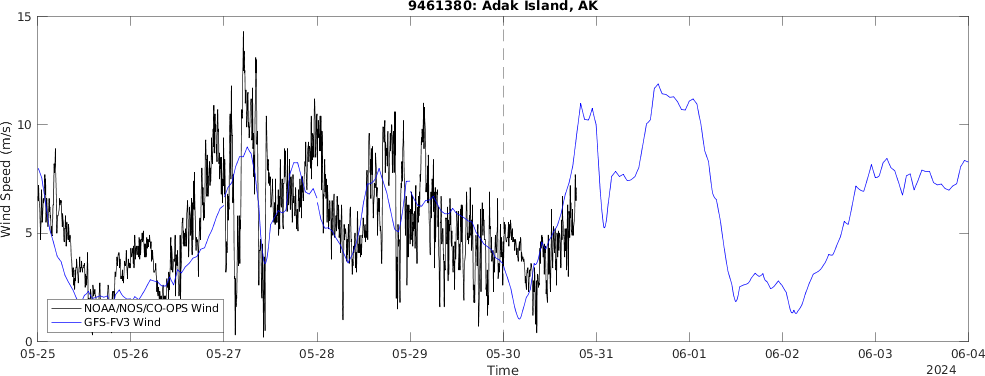 9461380: Adak Island, AK
Wind Speed (m/s)
15
10
5
0
NOAA/NOS/CO-OPS Wind
GFS-FV3 Wind
05-25 05-26 05-27 05-28 05-29 05-30 05-31 06-01 06-02 06-03 06-04
Time
2024